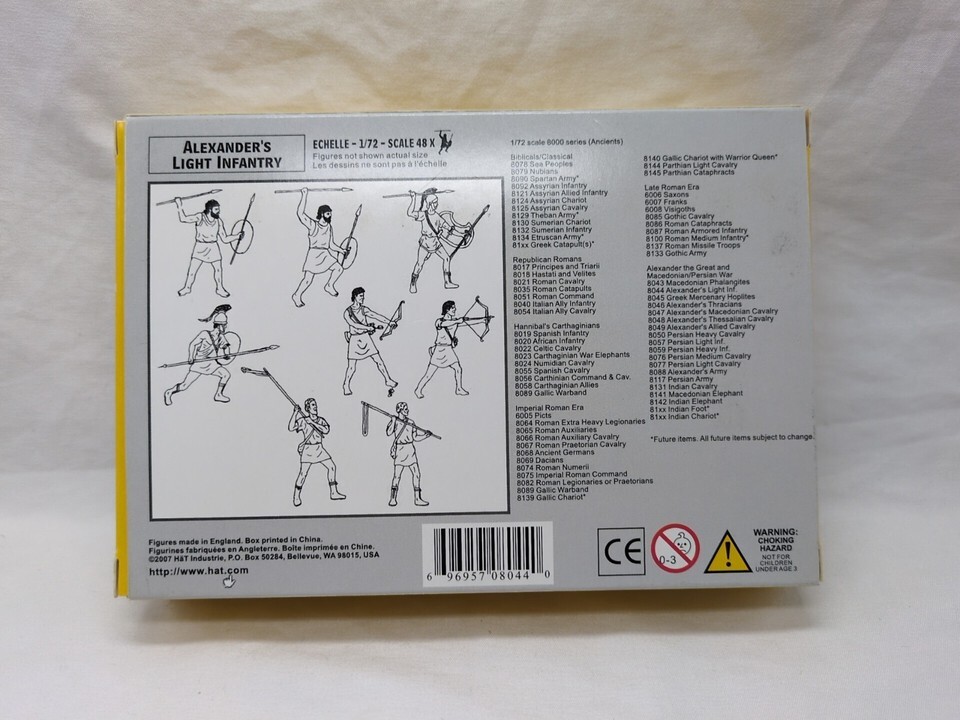 ALEXANDER'S
LIGHT INFANTRY
ECHELLE - 1/72 - SCALE 48 X
Figures not shown actual size
Les dessins ne sont pas à l'échelle
1/72 scale 8000 series (Ancients)
Biblicals/Classical
8078 Sea Peoples
8079 Nubians
8090 Spartan Army*
8092 Assyrian Infantry
8121 Assyrian Allied Infantry
8124 Assyrian Chariot
8125 Assyrian Cavalry
8129 Theban Army*
8130 Sumerian Chariot
8132 Sumerian Infantry
8134 Etruscan Army*
81xx Greek Catapult(s)*
Republican Romans
8017 Principes and Triarii
8018 Hastati and Velites
8021 Roman Cavalry
8035 Roman Catapults
8051 Roman Command
8040 Italian Ally Infantry
8054 Italian Ally Cavalry
Hannibal's Carthaginians
8019 Spanish Infantry
8020 African Infantry
8022 Celtic Cavalry
8023 Carthaginian War Elephants
8024 Numidian Cavalry
8055 Spanish Cavalry
8056 Carthinian Command & Cav.
8058 Carthaginian Allies
8089 Gallic Warband
Imperial Roman Era
6005 Picts
8064 Roman Extra Heavy Legionaries
8065 Roman Auxiliaries
8066 Roman Auxiliary Cavalry
8067 Roman Praetorian Cavalry
8068 Ancient Germans
8069 Dacians
8074 Roman Numerii
8075 Imperial Roman Command
8082 Roman Legionaries or Praetorians
8089 Gallic Warband
8139 Gallic Chariot*
8140 Gallic Chariot with Warrior Queen*
8144 Parthian Light Cavalry
8145 Parthian Cataphracts
Late Roman Era
6006 Saxons
6007 Franks
6008 Visigoths
8085 Gothic Cavalry
8086 Roman Cataphracts
8087 Roman Armored Infantry
8100 Roman Medium Infantry*
8137 Roman Missile Troops
8133 Gothic Army
Alexander the Great and
Macedonian/Persian War
8043 Macedonian Phalangites
8044 Alexander's Light Inf.
8045 Greek Mercenary Hoplites
8045 Alexander's Thracians
8047 Alexander's Macedonian Cavalry
8048 Alexander's Thessalian Cavalry
8049 Alexander's Allied Cavalry
8050 Persian Heavy Cavalry
8057 Persian Light Inf.
8059 Persian Heavy Inf.
8076 Persian Medium Cavalry
8077 Persian Light Cavalry
8088 Alexander's Army
8117 Persian Army
8131 Indian Cavalry
8141 Macedonian Elephant
8142 Indian Elephant
81xx Indian Foot*
81xx Indian Chariot*
*Future items. All future items subject to change.
Figures made in England. Box printed in China.
Figurines fabriquées en Angleterre. Boîte imprimée en Chine.
©2007 HäT Industrie, P.O. Box 50284, Bellevue, WA 98015, USA
http://www.hat.com
6 96957 08044 0
CE
0-3
WARNING:
CHOKING
HAZARD
NOT FOR
CHILDREN
UNDER AGE 3